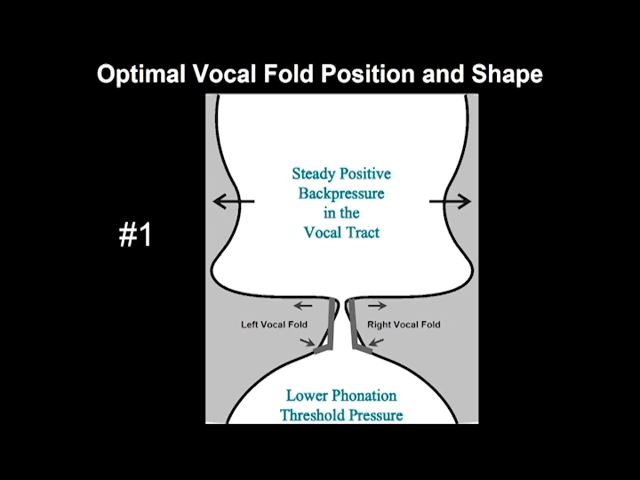 Optimal Vocal Fold Position and Shape
Steady Positive
Backpressure
in the
Vocal Tract
#1
Left Vocal Fold
Right Vocal Fold
Lower Phonation
Threshold Pressure